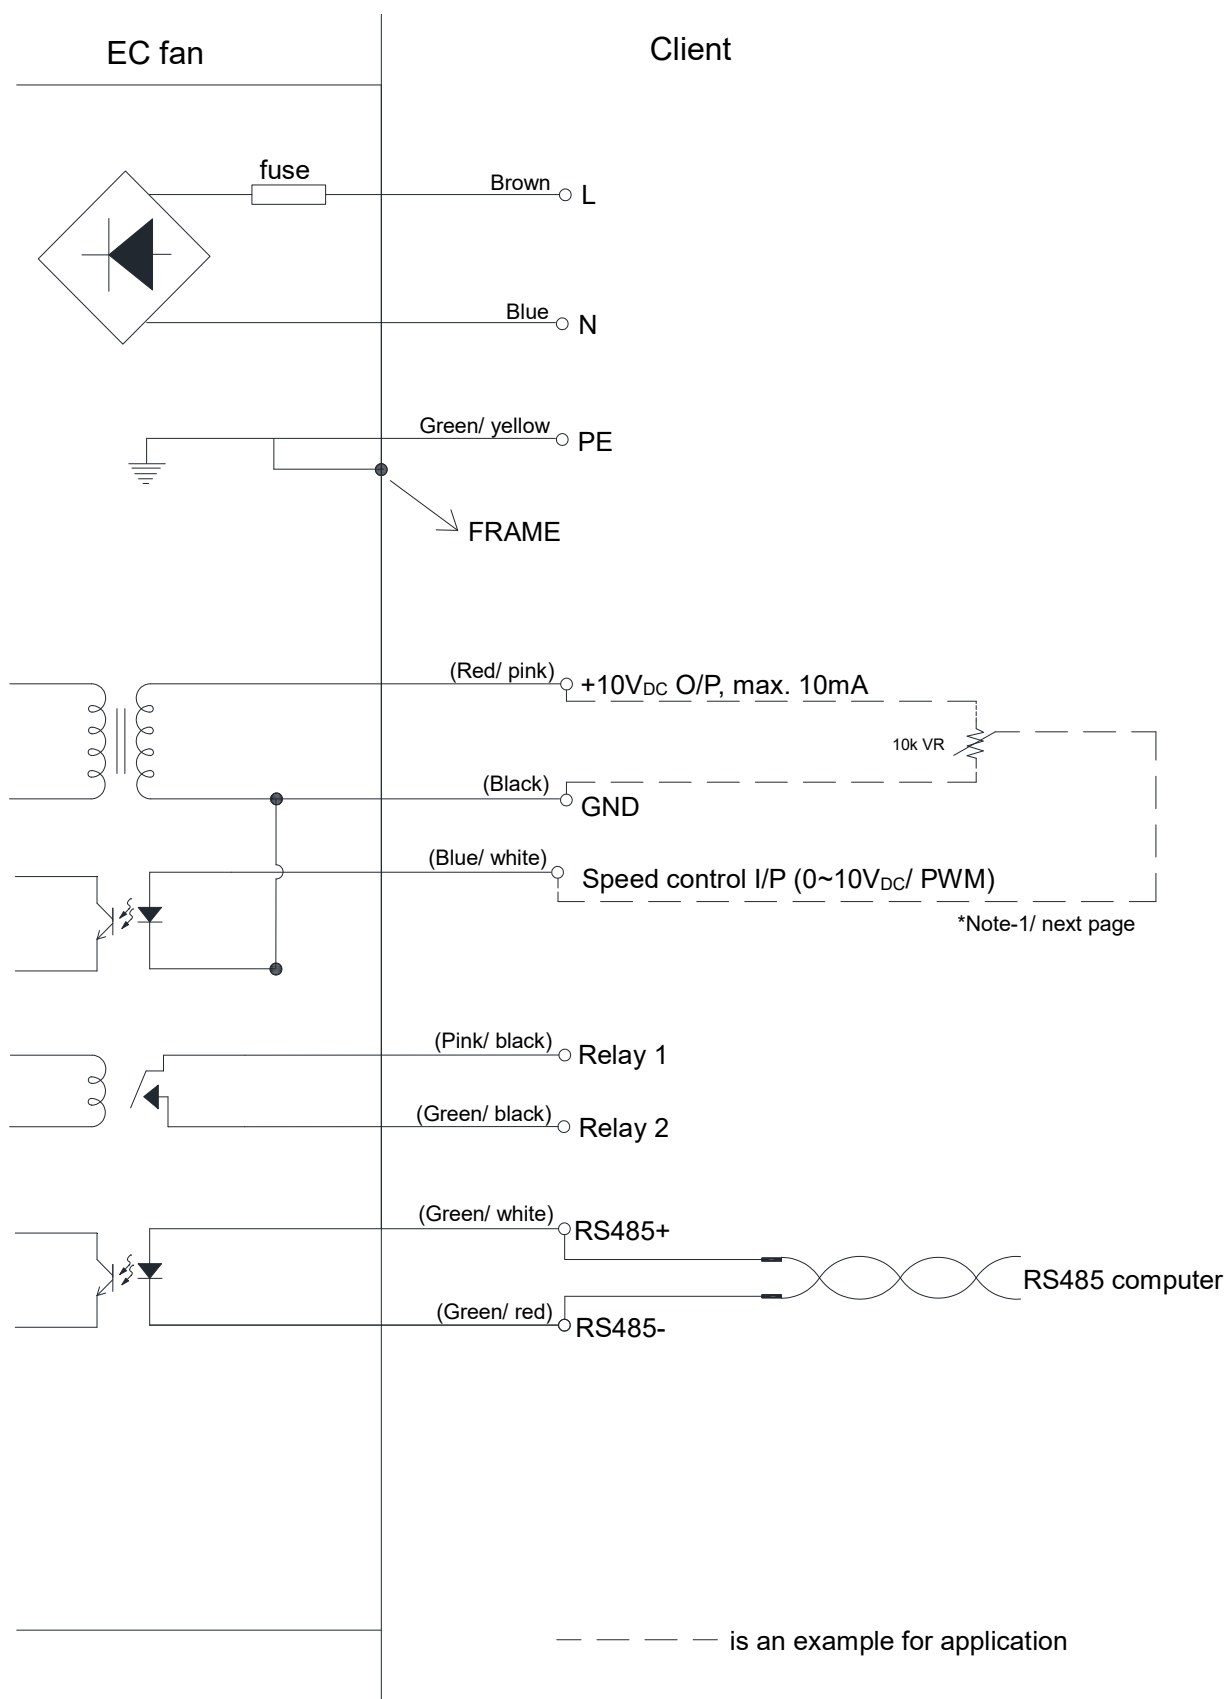 EC fan
Client
fuse
Brown
L
Blue
N
Green/ yellow
PE
FRAME
(Red/ pink)
+10VDC O/P, max. 10mA
10k VR
(Black)
GND
(Blue/ white)
Speed control I/P (0~10VDC/ PWM)
*Note-1/ next page
(Pink/ black)
Relay 1
(Green/ black)
Relay 2
(Green/ white)
RS485+
RS485 computer
(Green/ red)
RS485-
is an example for application